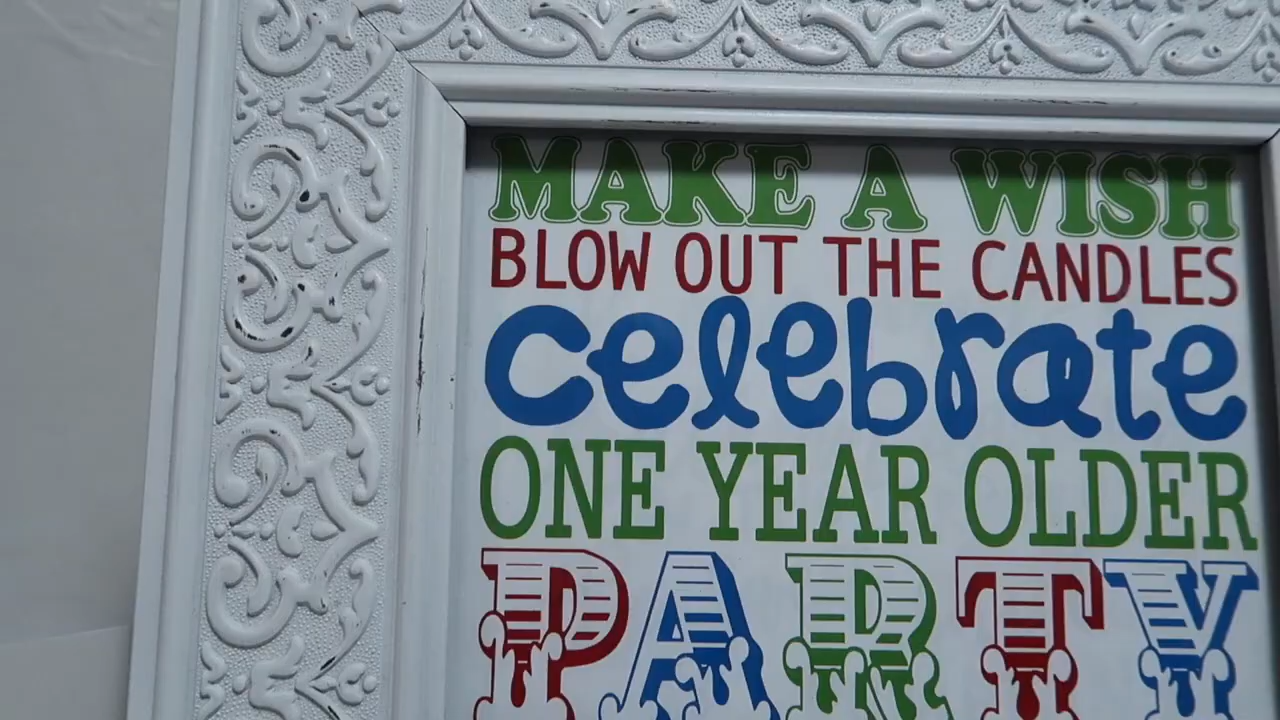 MAKE A WISH
BLOW OUT THE CANDLES
celebrate
ONE YEAR OLDER
PARTY